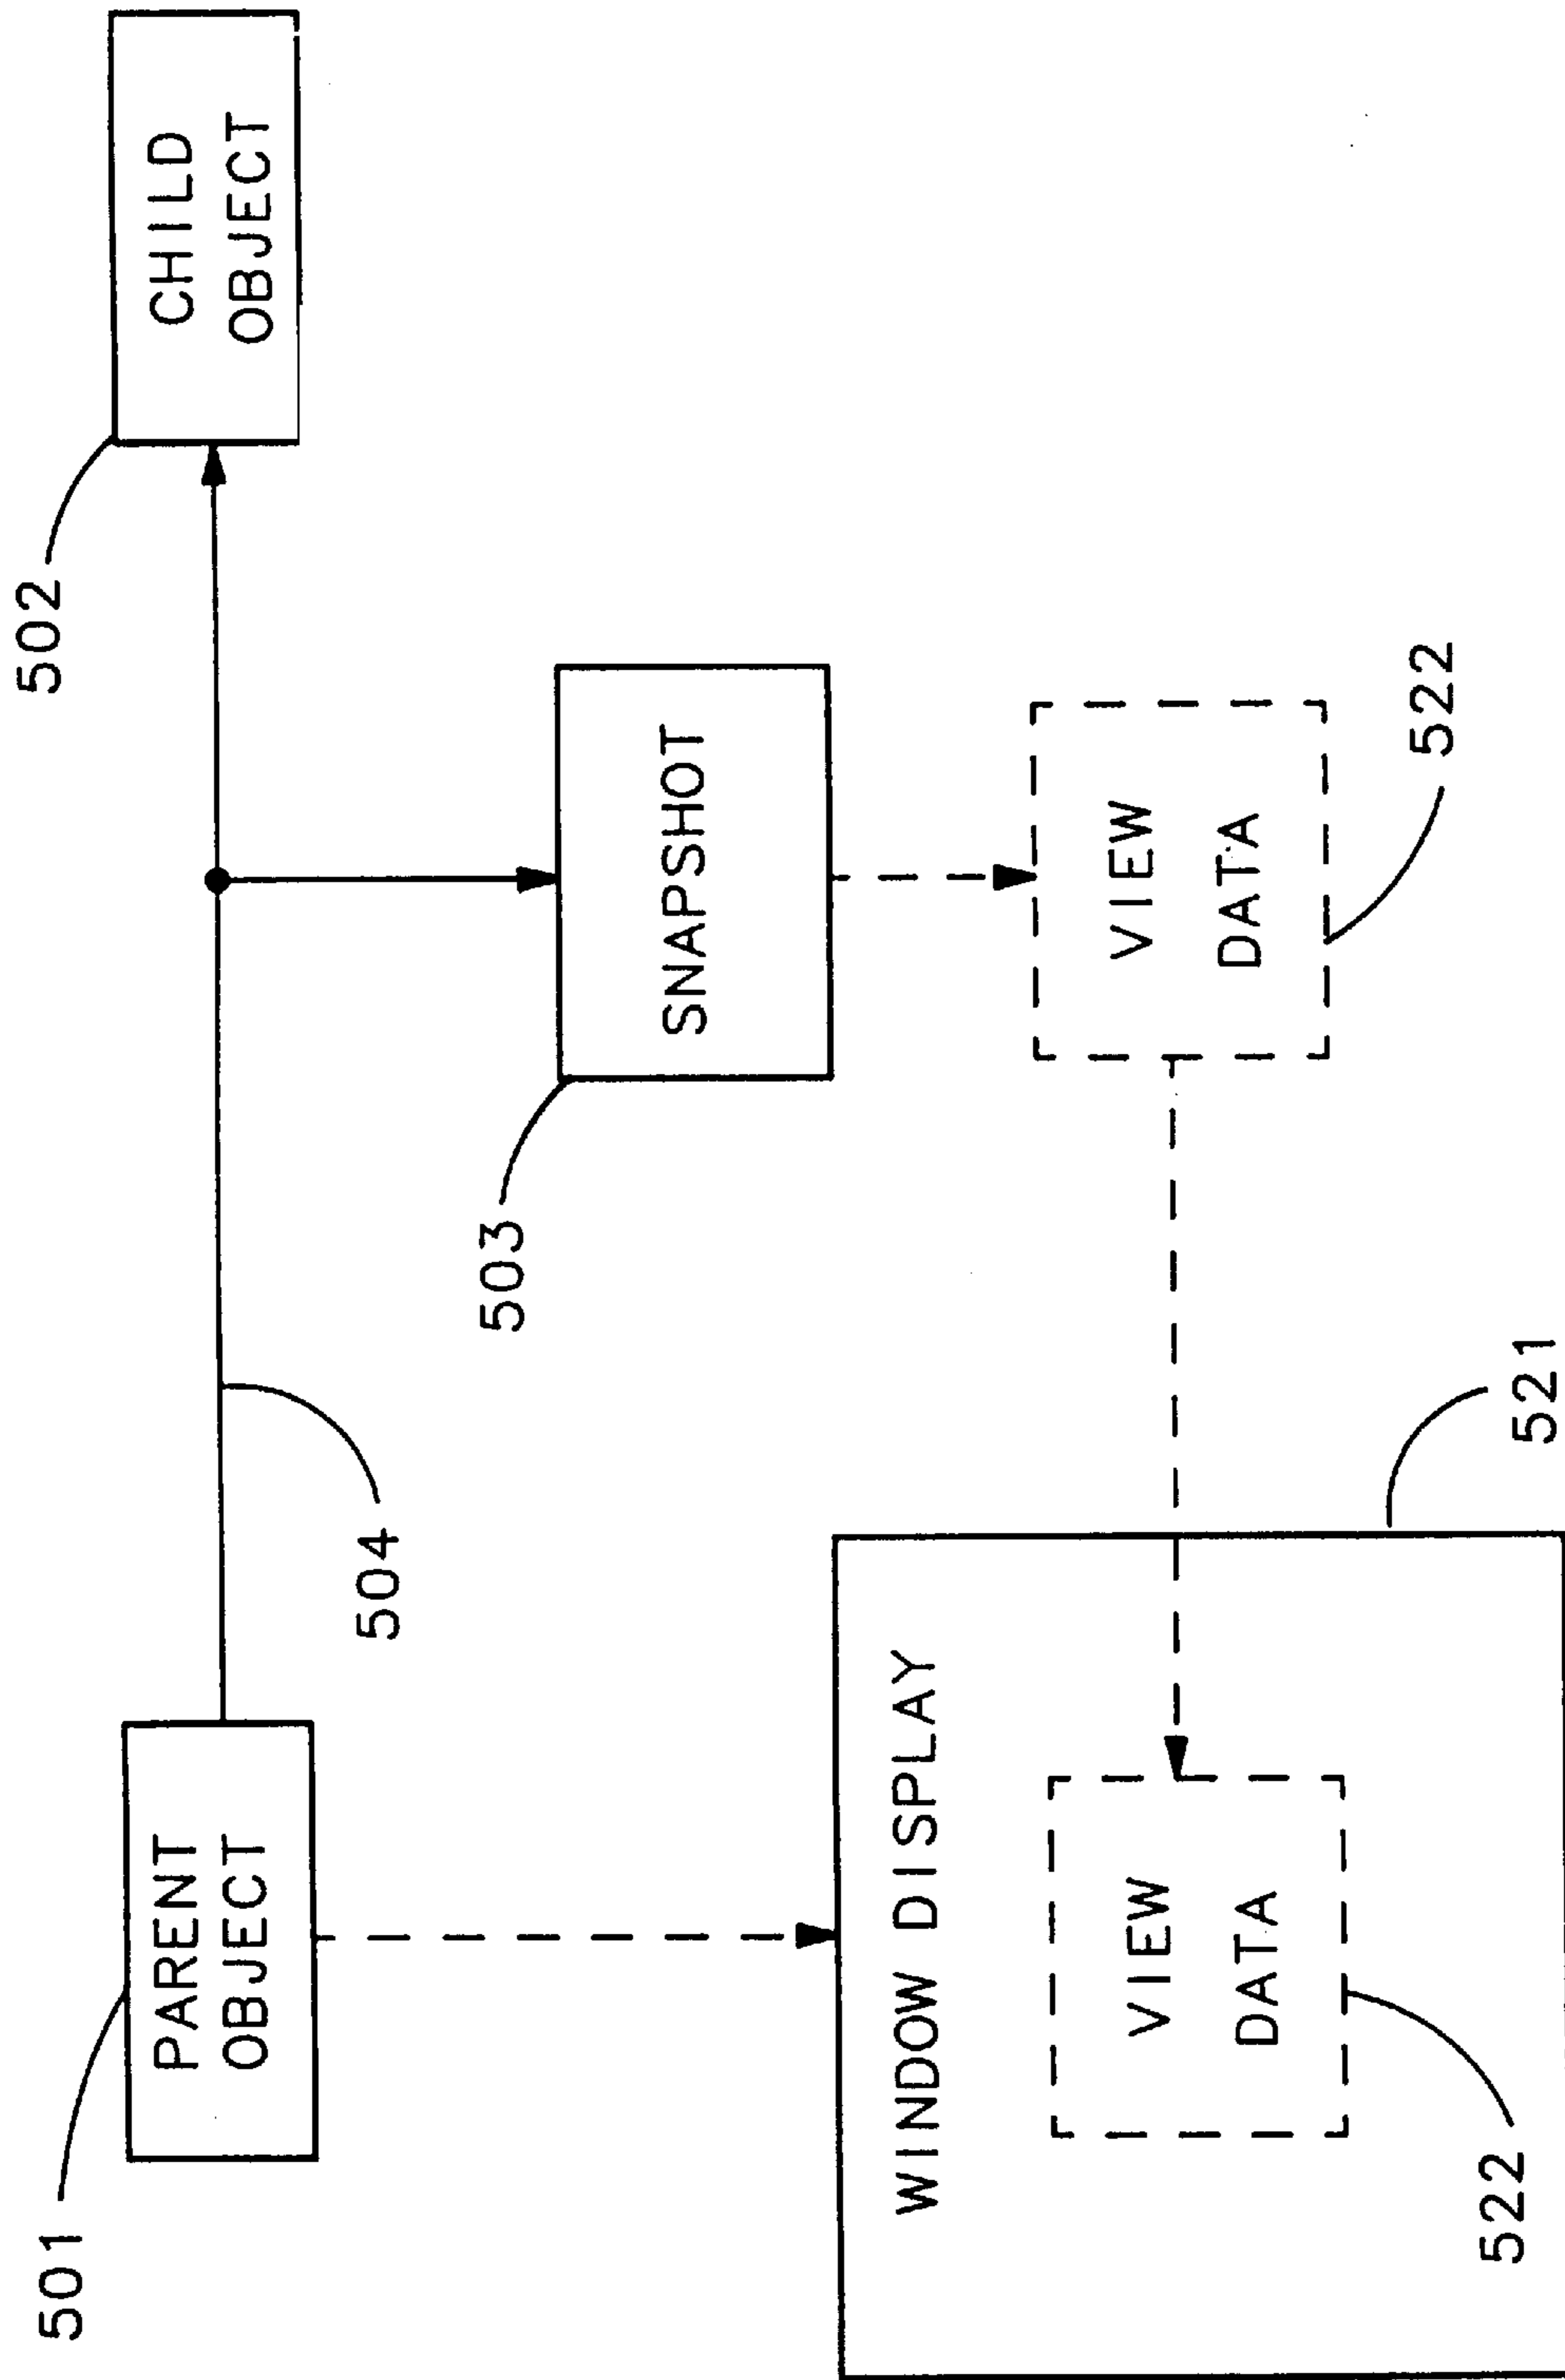 501
PARENT
OBJECT
504
502
CHILD
OBJECT
503
SNAPSHOT
WINDOW DISPLAY
VIEW
DATA
522
521
VIEW
DATA
522